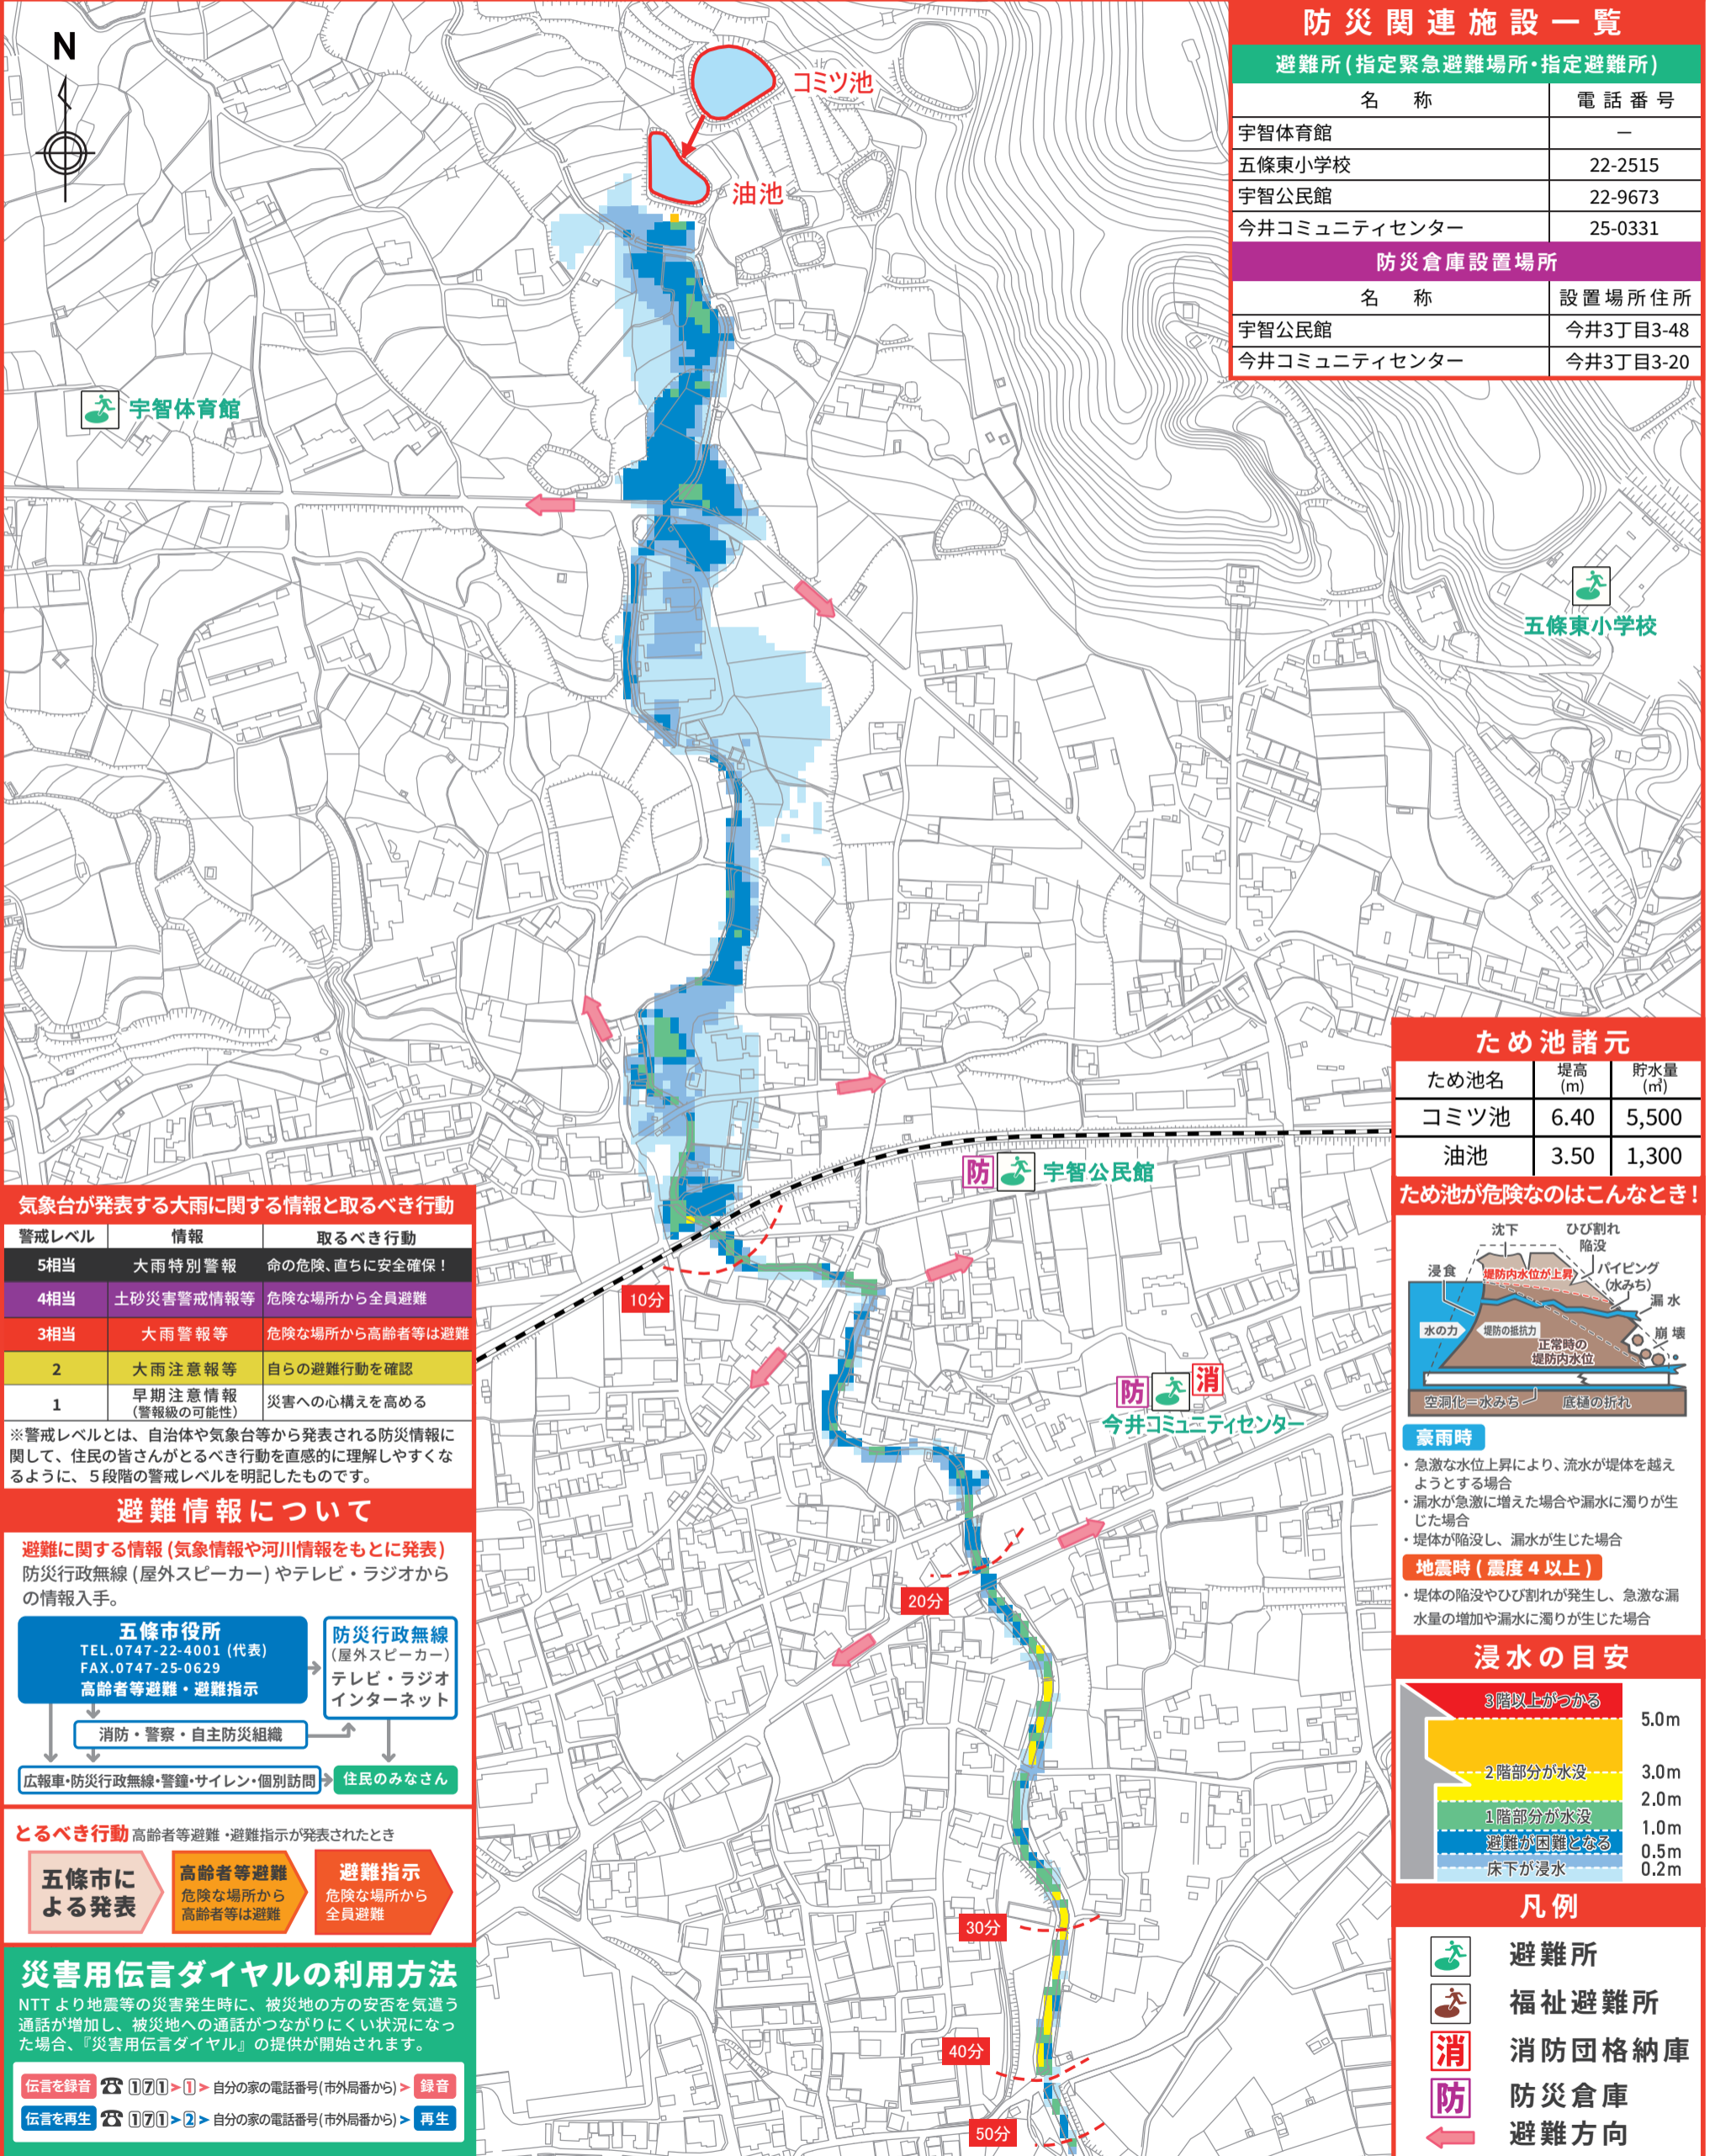 N
コミツ池
油池
宇智体育館
五條東小学校
防 宇智公民館
防 消
今井コミュニティセンター
10分
20分
30分
40分
50分
防災関連施設一覧
避難所(指定緊急避難場所・指定避難所)
名 称 電話番号
宇智体育館 －
五條東小学校 22-2515
宇智公民館 22-9673
今井コミュニティセンター 25-0331
防災倉庫設置場所
名 称 設置場所住所
宇智公民館 今井3丁目3-48
今井コミュニティセンター 今井3丁目3-20
気象台が発表する大雨に関する情報と取るべき行動
警戒レベル 情報 取るべき行動
5相当 大雨特別警報 命の危険、直ちに安全確保！
4相当 土砂災害警戒情報等 危険な場所から全員避難
3相当 大雨警報等 危険な場所から高齢者等は避難
2 大雨注意報等 自らの避難行動を確認
1 早期注意情報 災害への心構えを高める
(警報級の可能性)
※警戒レベルとは、自治体や気象台等から発表される防災情報に
関して、住民の皆さんがとるべき行動を直感的に理解しやすくな
るように、５段階の警戒レベルを明記したものです。
避難情報について
避難に関する情報(気象情報や河川情報をもとに発表)
防災行政無線(屋外スピーカー)やテレビ・ラジオから
の情報入手。
五條市役所
TEL.0747-22-4001 (代表)
FAX.0747-25-0629
高齢者等避難・避難指示
防災行政無線
(屋外スピーカー)
テレビ・ラジオ
インターネット
消防・警察・自主防災組織
広報車・防災行政無線・警鐘・サイレン・個別訪問
住民のみなさん
とるべき行動 高齢者等避難・避難指示が発表されたとき
五條市に
よる発表
高齢者等避難
危険な場所から
高齢者等は避難
避難指示
危険な場所から
全員避難
災害用伝言ダイヤルの利用方法
NTTより地震等の災害発生時に、被災地の方の安否を気遣う
通話が増加し、被災地への通話がつながりにくい状況になっ
た場合、『災害用伝言ダイヤル』の提供が開始されます。
伝言を録音 ☎ 171 > 1 > 自分の家の電話番号(市外局番から) > 録音
伝言を再生 ☎ 171 > 2 > 自分の家の電話番号(市外局番から) > 再生
ため池諸元
ため池名 堤高(m) 貯水量(㎥)
コミツ池 6.40 5,500
油池 3.50 1,300
ため池が危険なのはこんなとき！
沈下
ひび割れ
陥没
浸食
堤防内水位が上昇
パイピング
(水みち)
漏水
水の力
堤防の抵抗力
崩壊
正常時の
堤防内水位
空洞化＝水みち
底樋の折れ
豪雨時
・急激な水位上昇により、流水が堤体を越え
ようとする場合
・漏水が急激に増えた場合や漏水に濁りが生
じた場合
・堤体が陥没し、漏水が生じた場合
地震時(震度４以上)
・堤体の陥没やひび割れが発生し、急激な漏
水量の増加や漏水に濁りが生じた場合
浸水の目安
3階以上がつかる
5.0m
2階部分が水没
3.0m
2.0m
1階部分が水没
1.0m
避難が困難となる
0.5m
床下が浸水
0.2m
凡例
避難所
福祉避難所
消 消防団格納庫
防 防災倉庫
避難方向